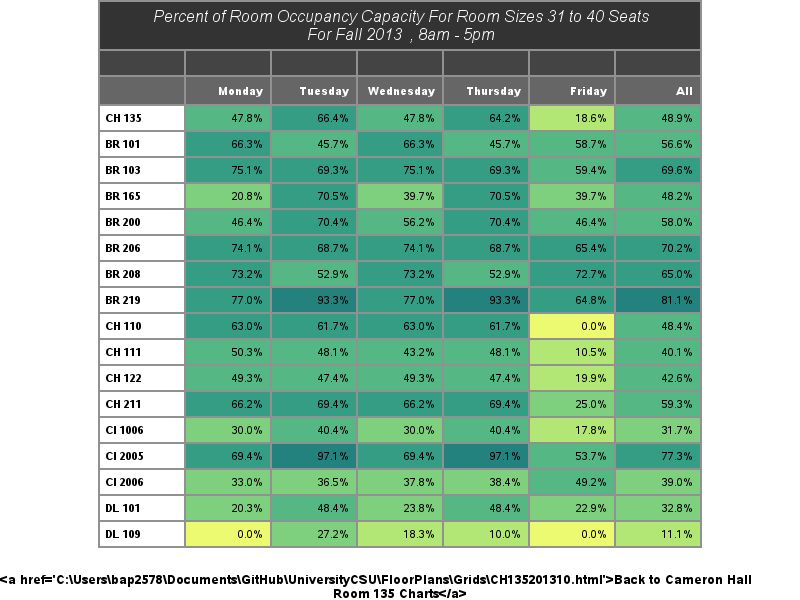 Percent of Room Occupancy Capacity For Room Sizes 31 to 40 Seats
For Fall 2013 , 8am - 5pm
Monday Tuesday Wednesday Thursday Friday All
CH 135 47.8% 66.4% 47.8% 64.2% 18.6% 48.9%
BR 101 66.3% 45.7% 66.3% 45.7% 58.7% 56.6%
BR 103 75.1% 69.3% 75.1% 69.3% 59.4% 69.6%
BR 165 20.8% 70.5% 39.7% 70.5% 39.7% 48.2%
BR 200 46.4% 70.4% 56.2% 70.4% 46.4% 58.0%
BR 206 74.1% 68.7% 74.1% 68.7% 65.4% 70.2%
BR 208 73.2% 52.9% 73.2% 52.9% 72.7% 65.0%
BR 219 77.0% 93.3% 77.0% 93.3% 64.8% 81.1%
CH 110 63.0% 61.7% 63.0% 61.7% 0.0% 48.4%
CH 111 50.3% 48.1% 43.2% 48.1% 10.5% 40.1%
CH 122 49.3% 47.4% 49.3% 47.4% 19.9% 42.6%
CH 211 66.2% 69.4% 66.2% 69.4% 25.0% 59.3%
CI 1006 30.0% 40.4% 30.0% 40.4% 17.8% 31.7%
CI 2005 69.4% 97.1% 69.4% 97.1% 53.7% 77.3%
CI 2006 33.0% 36.5% 37.8% 38.4% 49.2% 39.0%
DL 101 20.3% 48.4% 23.8% 48.4% 22.9% 32.8%
DL 109 0.0% 27.2% 18.3% 10.0% 0.0% 11.1%
<a href='C:\Users\bap2578\Documents\GitHub\UniversityCSU\FloorPlans\Grids\CH135201310.html'>Back to Cameron Hall
Room 135 Charts</a>